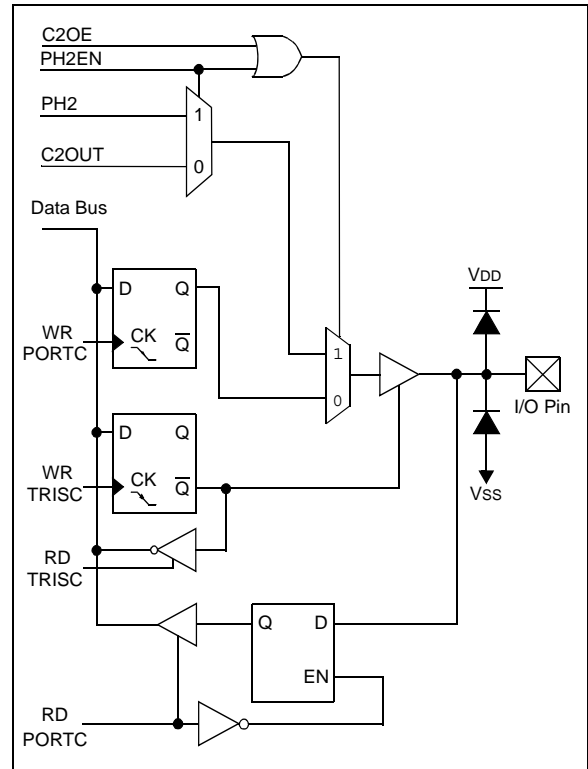 C2OE
PH2EN
PH2
1
C2OUT
0
Data Bus
VDD
D Q
WR
PORTC
CK
Q
1
0
I/O Pin
D Q
VSS
WR
TRISC
CK
Q
RD
TRISC
Q D
EN
RD
PORTC